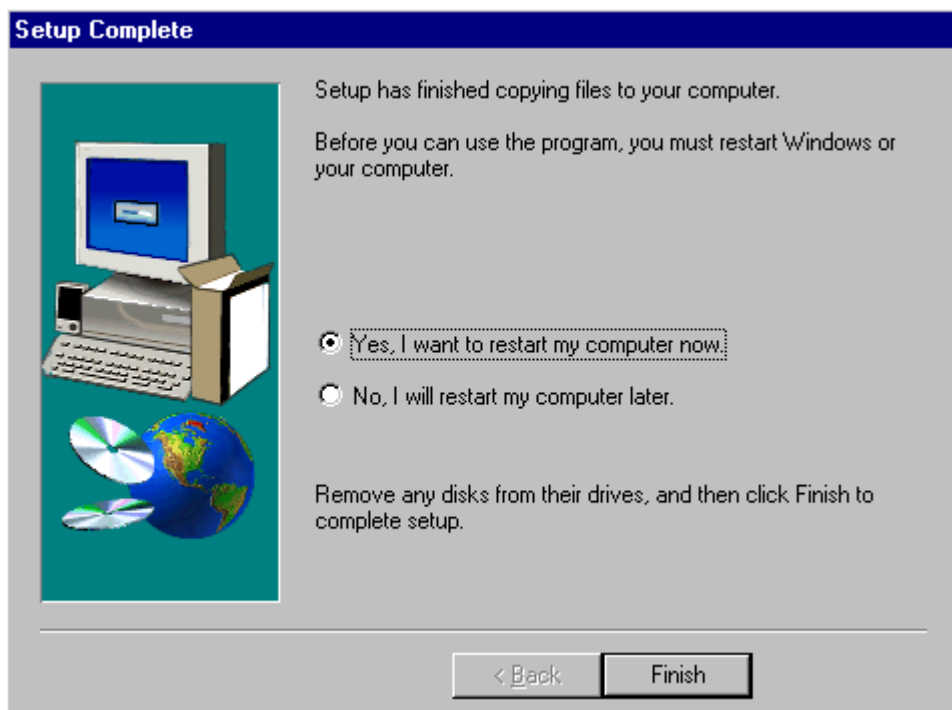 Setup Complete
Setup has finished copying files to your computer.
Before you can use the program, you must restart Windows or
your computer.
Yes, I want to restart my computer now.
No, I will restart my computer later.
Remove any disks from their drives, and then click Finish to
complete setup.
< Back
Finish